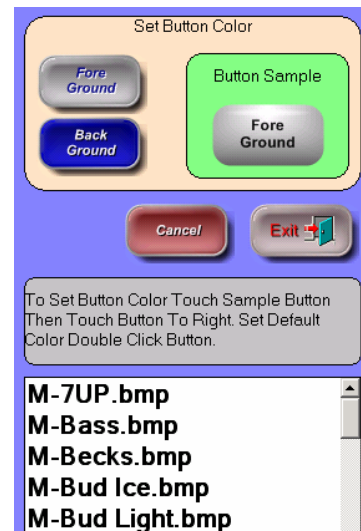 Set Button Color
Fore
Ground
Button Sample
Fore
Ground
Back
Ground
Cancel
Exit
To Set Button Color Touch Sample Button
Then Touch Button To Right. Set Default
Color Double Click Button.
M-7UP.bmp
M-Bass.bmp
M-Becks.bmp
M-Bud Ice.bmp
M-Bud Light.bmp